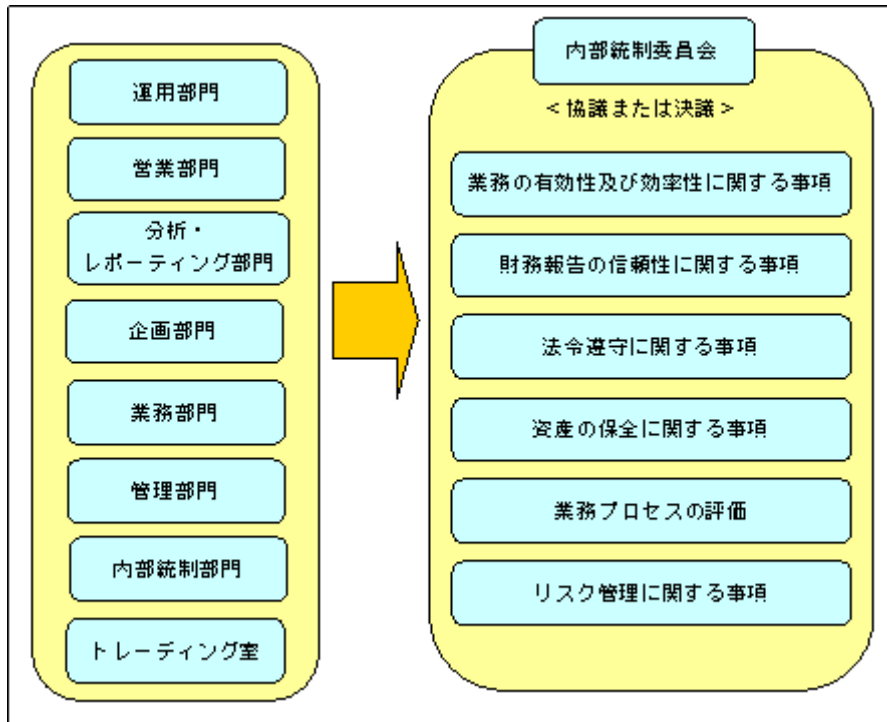 運用部門
営業部門
分析・
レポーティング部門
企画部門
業務部門
管理部門
内部統制部門
トレーディング室
内部統制委員会
<協議または決議>
業務の有効性及び効率性に関する事項
財務報告の信頼性に関する事項
法令遵守に関する事項
資産の保全に関する事項
業務プロセスの評価
リスク管理に関する事項